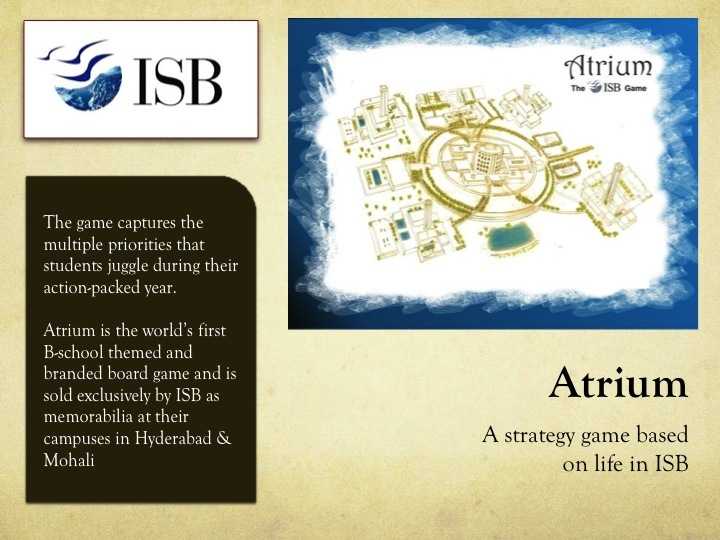 ISB
Atrium
The ISB Game
The game captures the
multiple priorities that
students juggle during their
action-packed year.
Atrium is the world's first
B-school themed and
branded board game and is
sold exclusively by ISB as
memorabilia at their
campuses in Hyderabad &
Mohali
Atrium
A strategy game based
on life in ISB